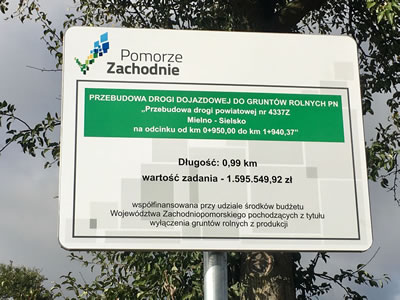 Pomorze
Zachodnie
PRZEBUDOWA DROGI DOJAZDOWEJ DO GRUNTÓW ROLNYCH PN
„Przebudowa drogi powiatowej nr 4337Z
Mielno - Sielsko
na odcinku od km 0+950,00 do km 1+940,37"
Długość: 0,99 km
wartość zadania - 1.595.549,92 zł
współfinansowana przy udziale środków budżetu
Województwa Zachodniopomorskiego pochodzących z tytułu
wyłączenia gruntów rolnych z produkcji